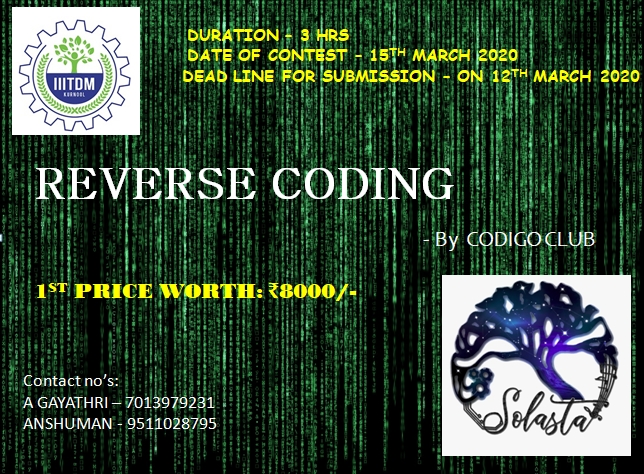 IIITDM
KURNOOL
DURATION – 3 HRS
DATE OF CONTEST – 15TH MARCH 2020
DEAD LINE FOR SUBMISSION – ON 12TH MARCH 2020
REVERSE CODING
- By CODIGO CLUB
1ST PRICE WORTH: ₹8000/-
Contact no's:
A GAYATHRI – 7013979231
ANSHUMAN - 9511028795
Solasta